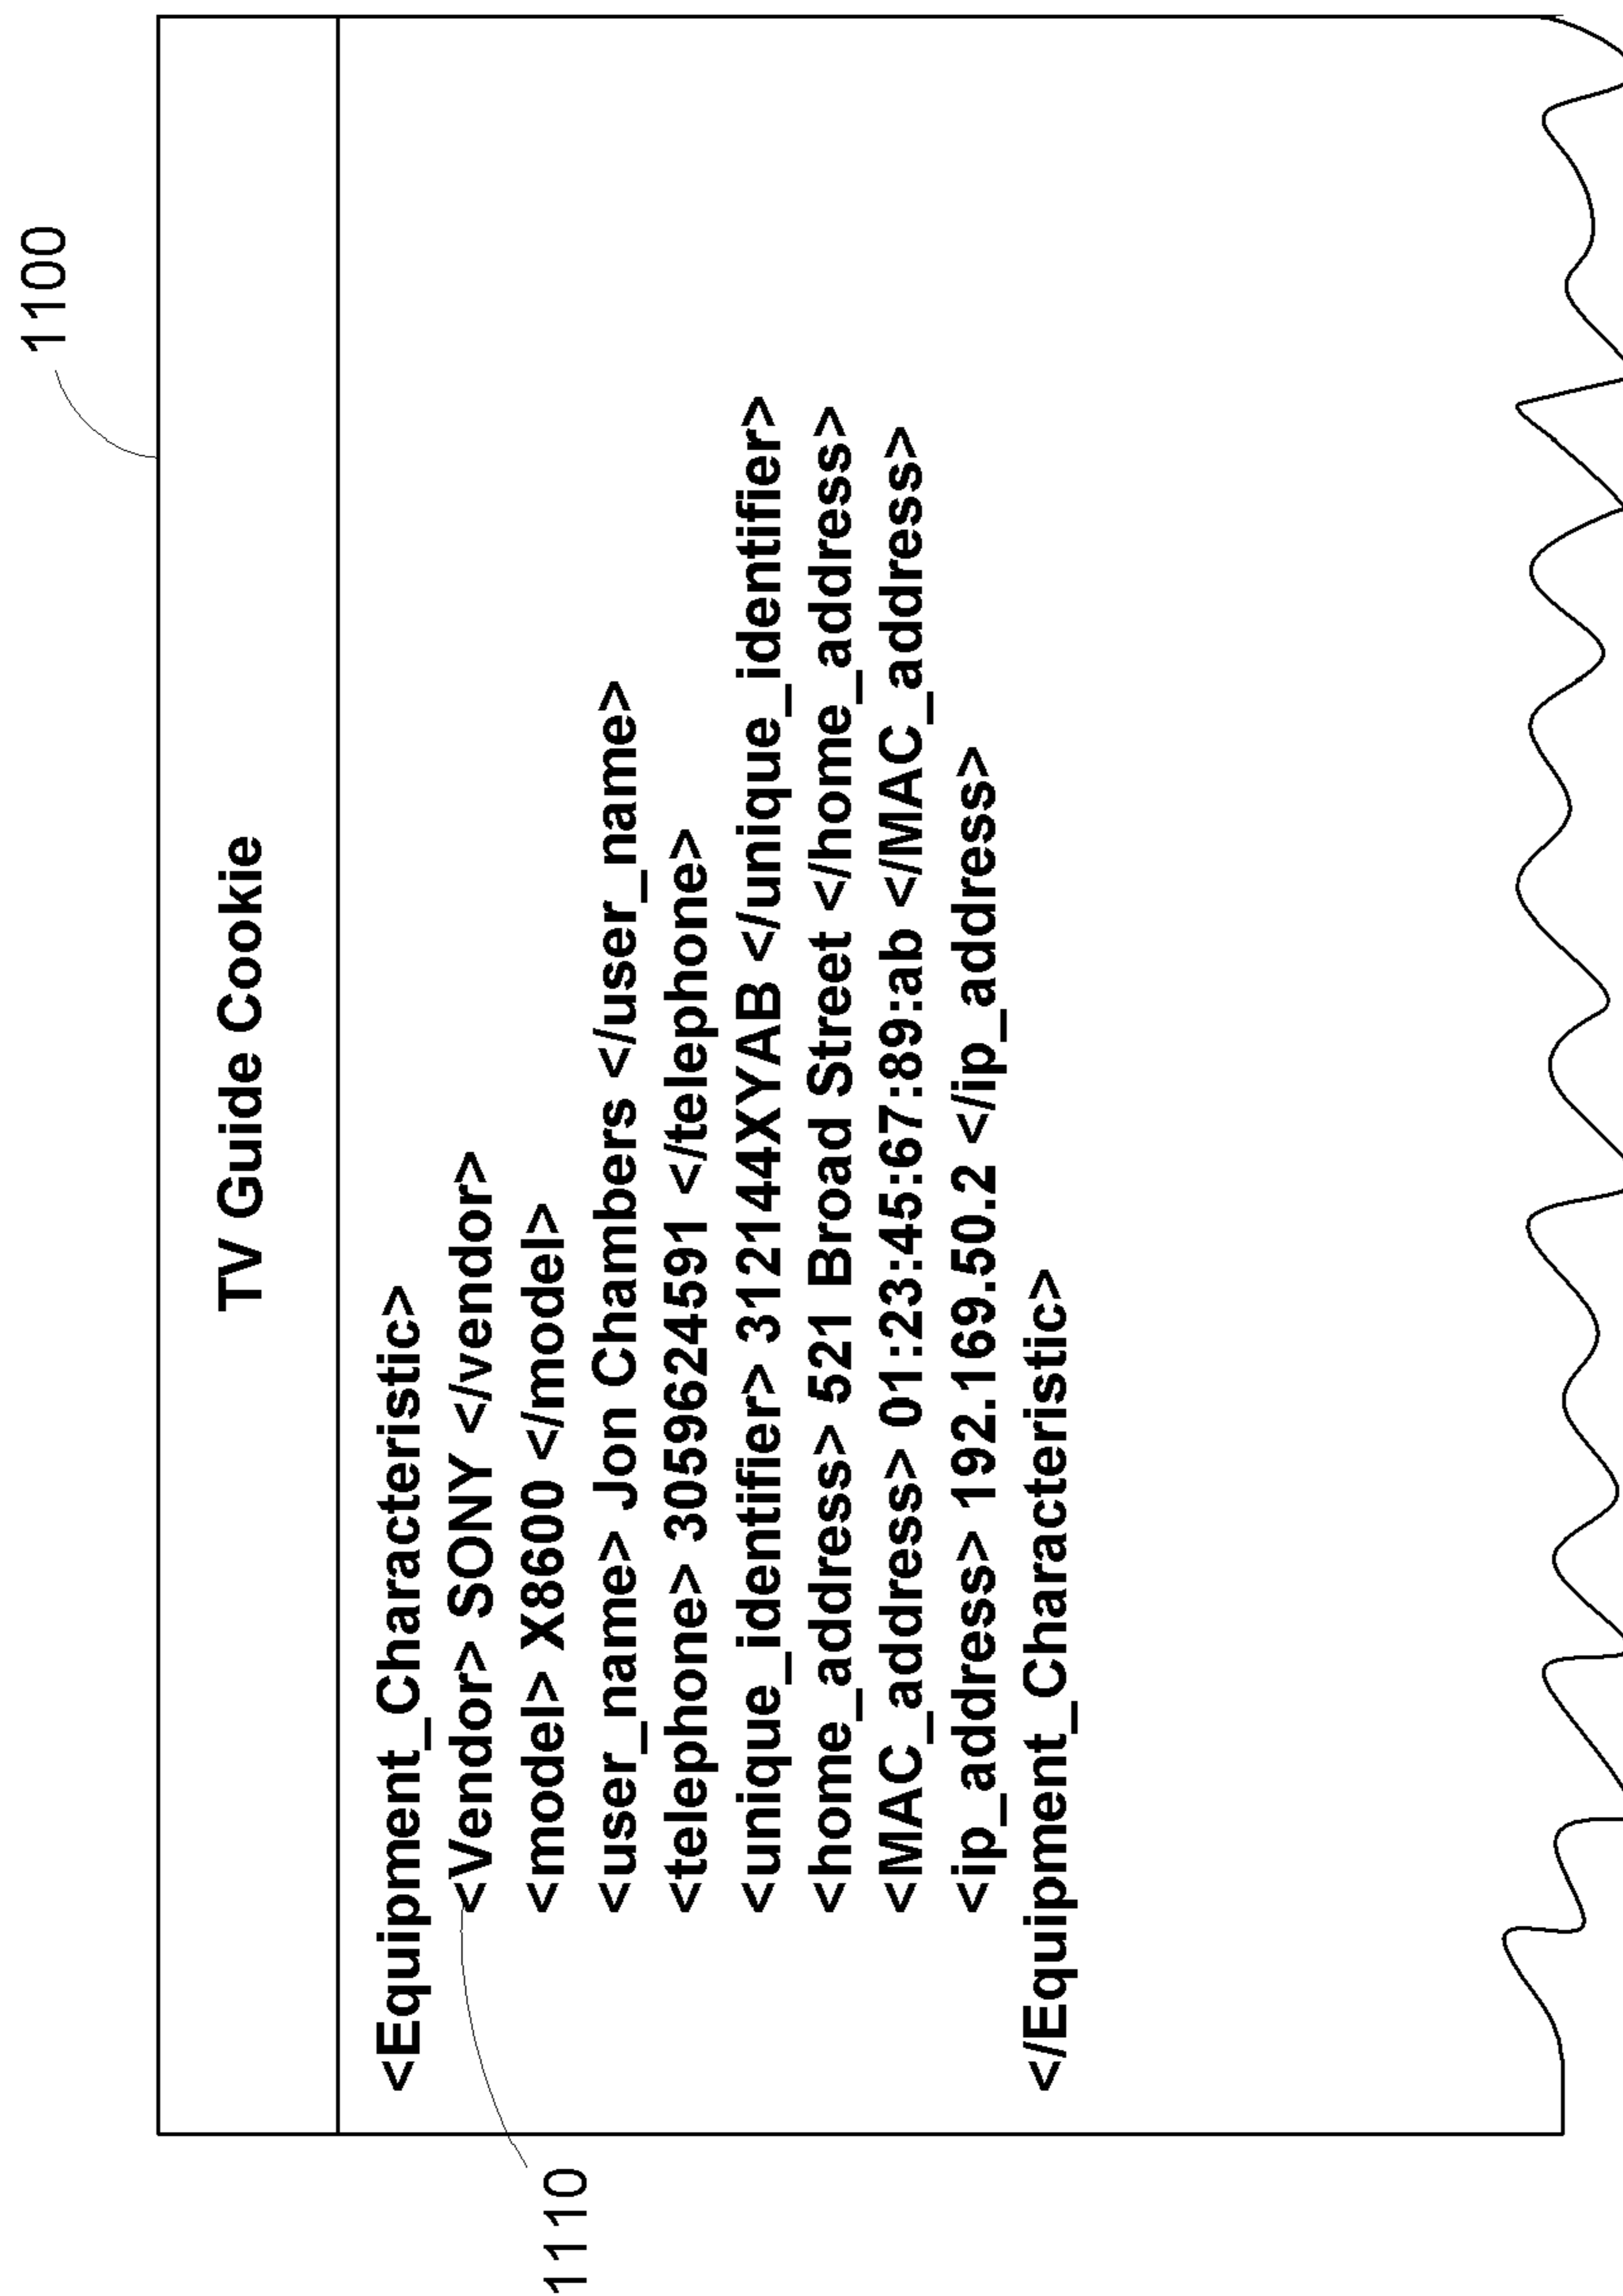 1100
TV Guide Cookie
<Equipment_Characteristic>
<Vendor> SONY </vendor>
<model> X8600 </model>
<user_name> Jon Chambers </user_name>
<telephone> 3059624591 </telephone>
<unique_identifier> 312144XYAB </unique_identifier>
<home_address> 521 Broad Street </home_address>
<MAC_address> 01:23:45:67:89:ab </MAC_address>
<ip_address> 192.169.50.2 </ip_address>
</Equipment_Characteristic>
1110